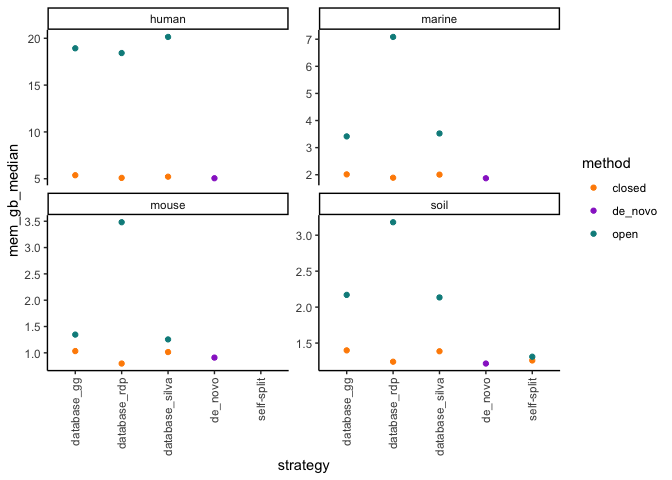 human
marine
20
15
10
5
7
6
5
4
3
2
mem_gb_median
mouse
soil
3.5
3.0
2.5
2.0
1.5
1.0
3.0
2.5
2.0
1.5
database_gg
database_rdp
database_silva
de_novo
self-split
database_gg
database_rdp
database_silva
de_novo
self-split
strategy
method
closed
de_novo
open